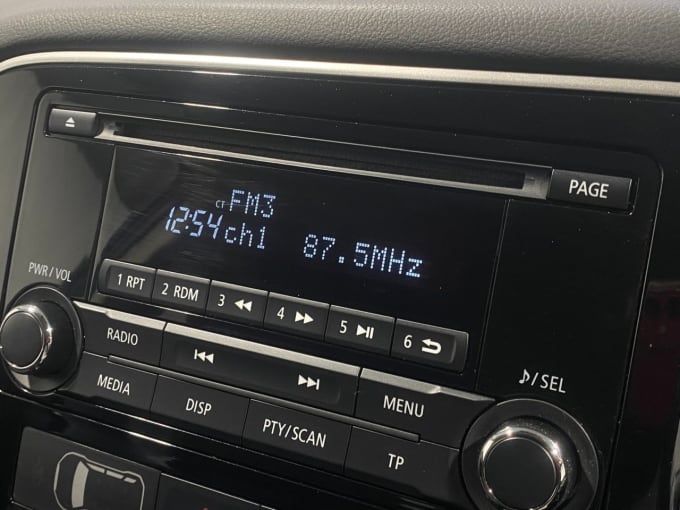 PAGE
CT FM3
12:54 ch1 87.5MHz
PWR/VOL
1 RPT 2 RDM 3 4 5 6
RADIO
♪/SEL
MEDIA DISP PTY/SCAN MENU TP